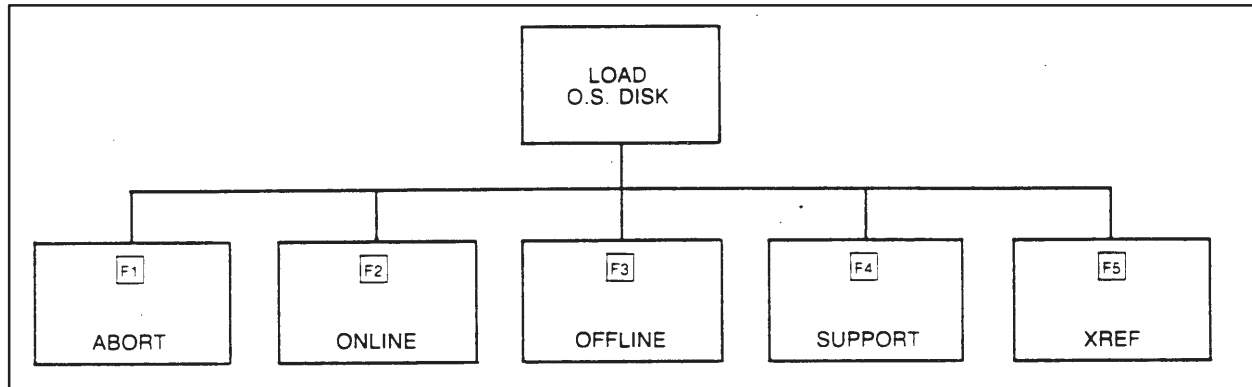 LOAD
O.S. DISK
F1
ABORT
F2
ONLINE
F3
OFFLINE
F4
SUPPORT
F5
XREF